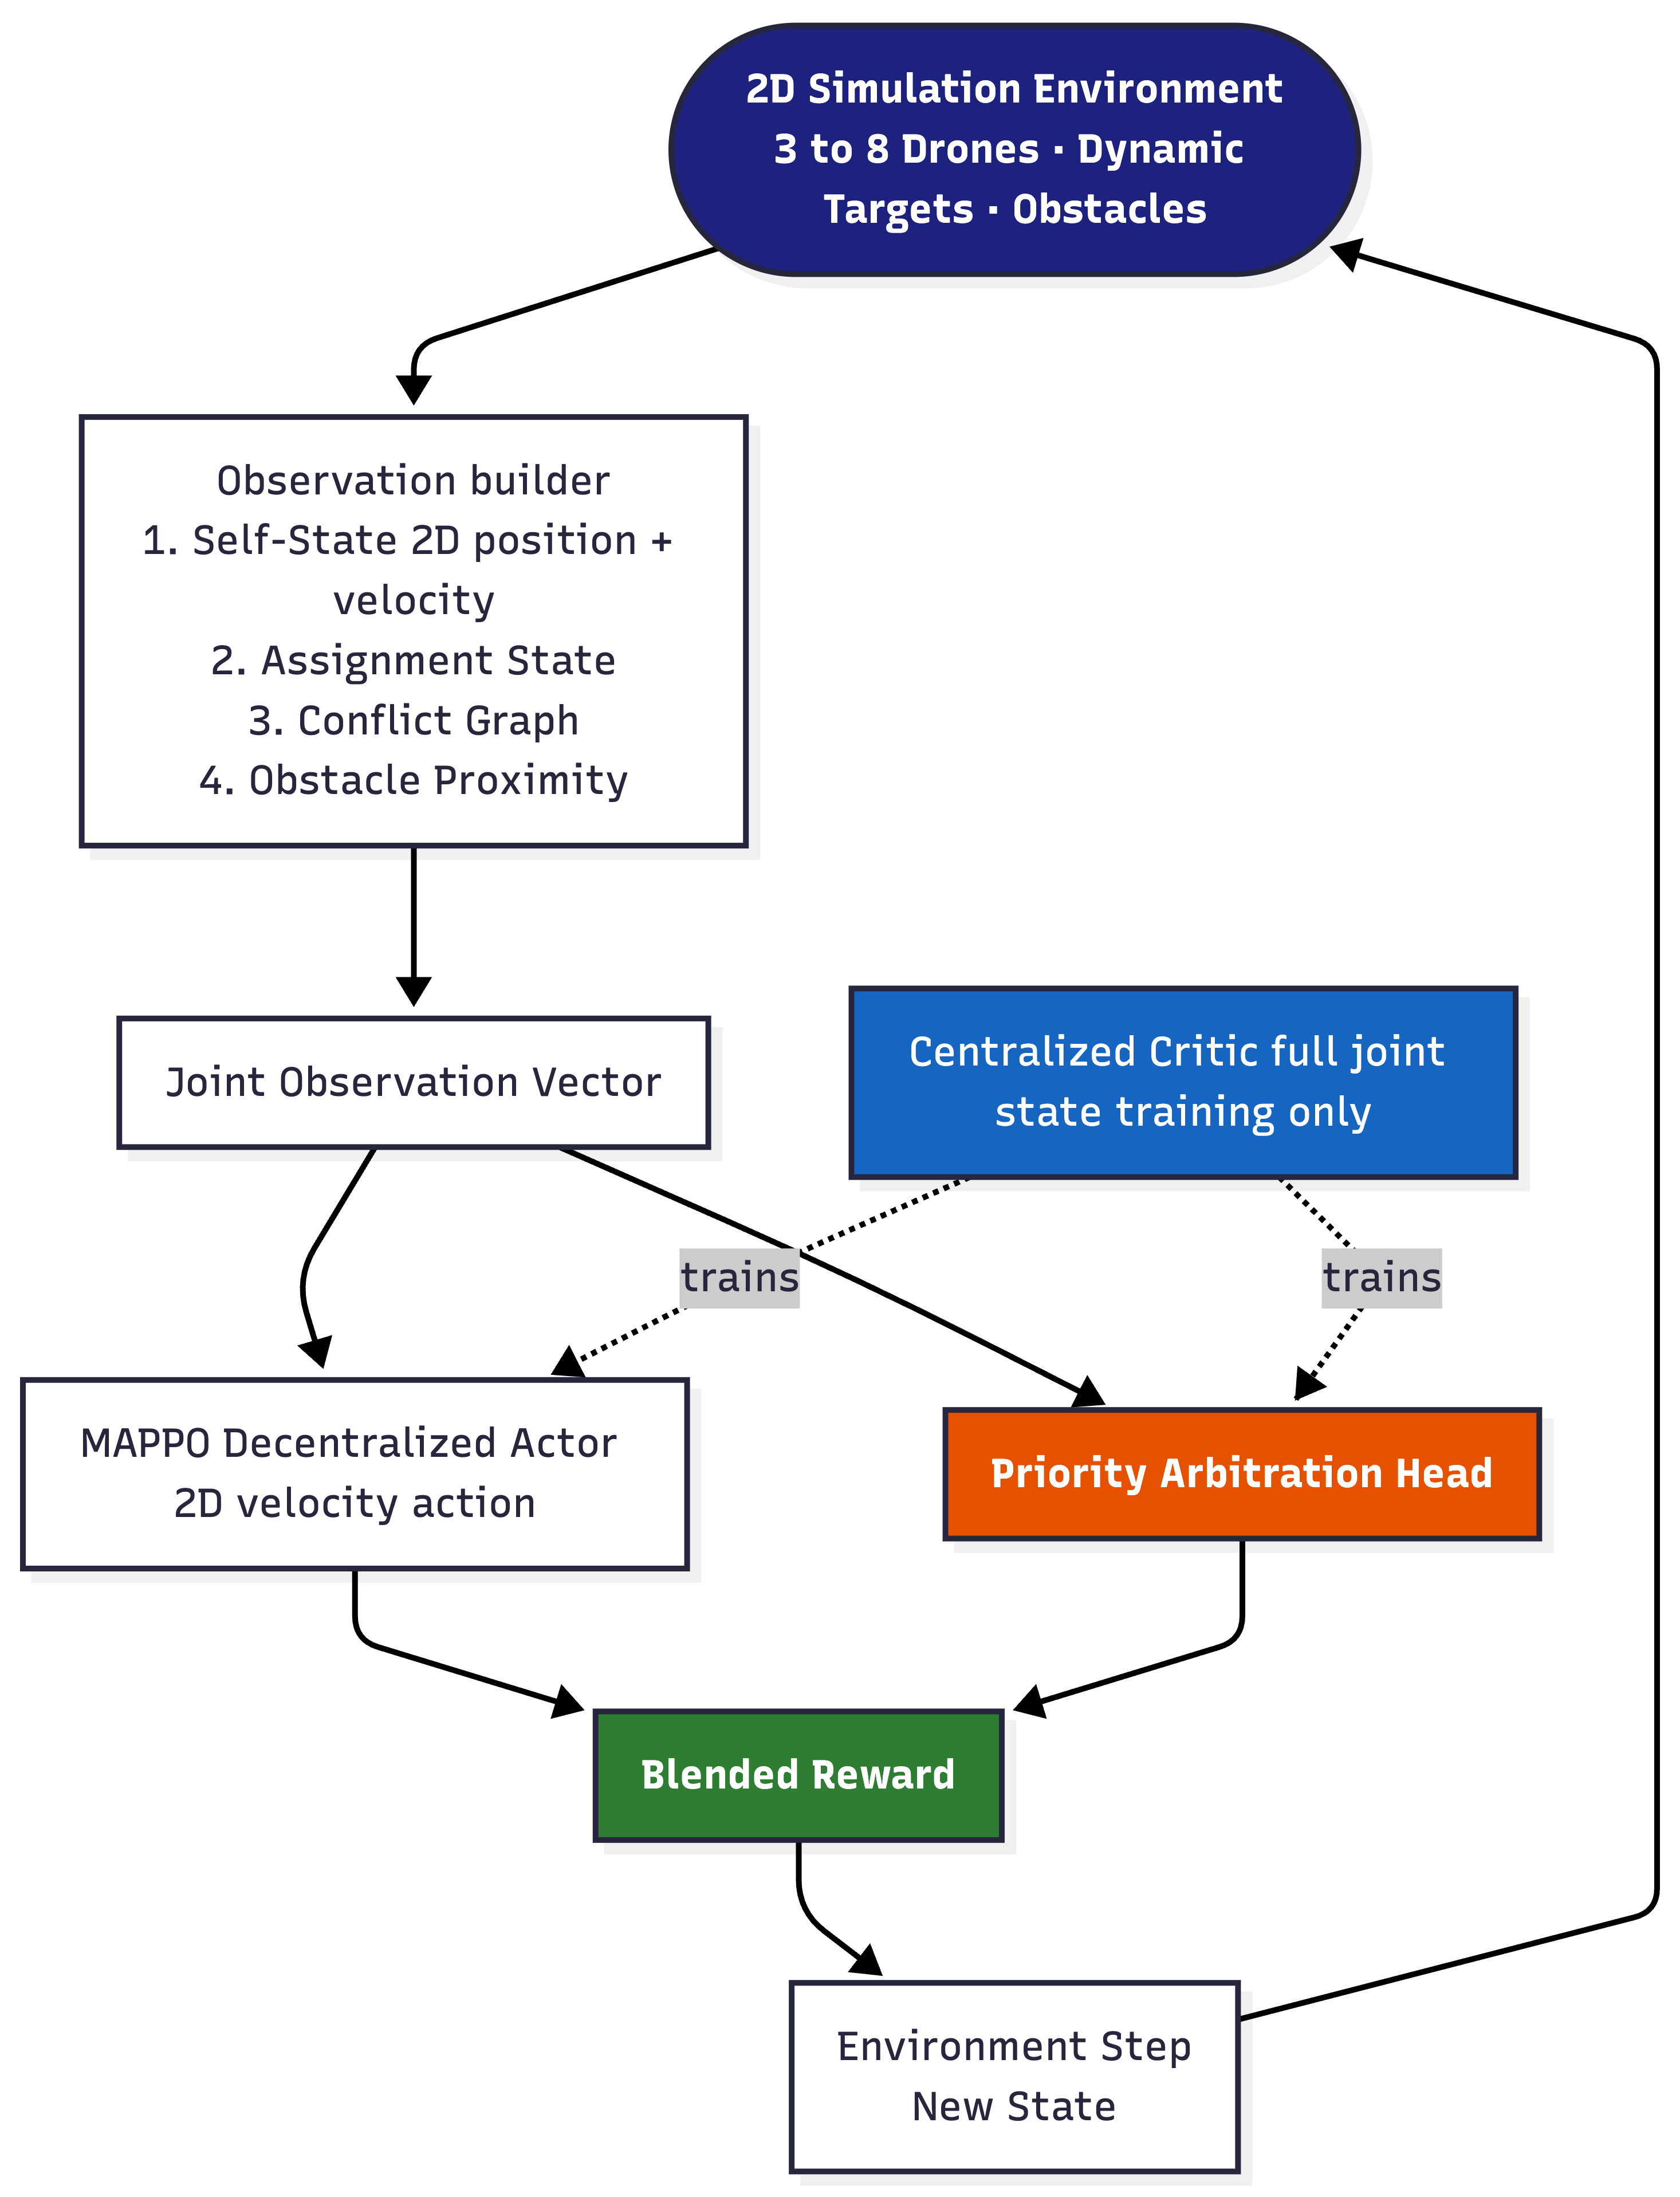 2D Simulation Environment
3 to 8 Drones · Dynamic
Targets · Obstacles
Observation builder
1. Self-State 2D position +
velocity
2. Assignment State
3. Conflict Graph
4. Obstacle Proximity
Joint Observation Vector
Centralized Critic full joint
state training only
trains
trains
MAPPO Decentralized Actor
2D velocity action
Priority Arbitration Head
Blended Reward
Environment Step
New State